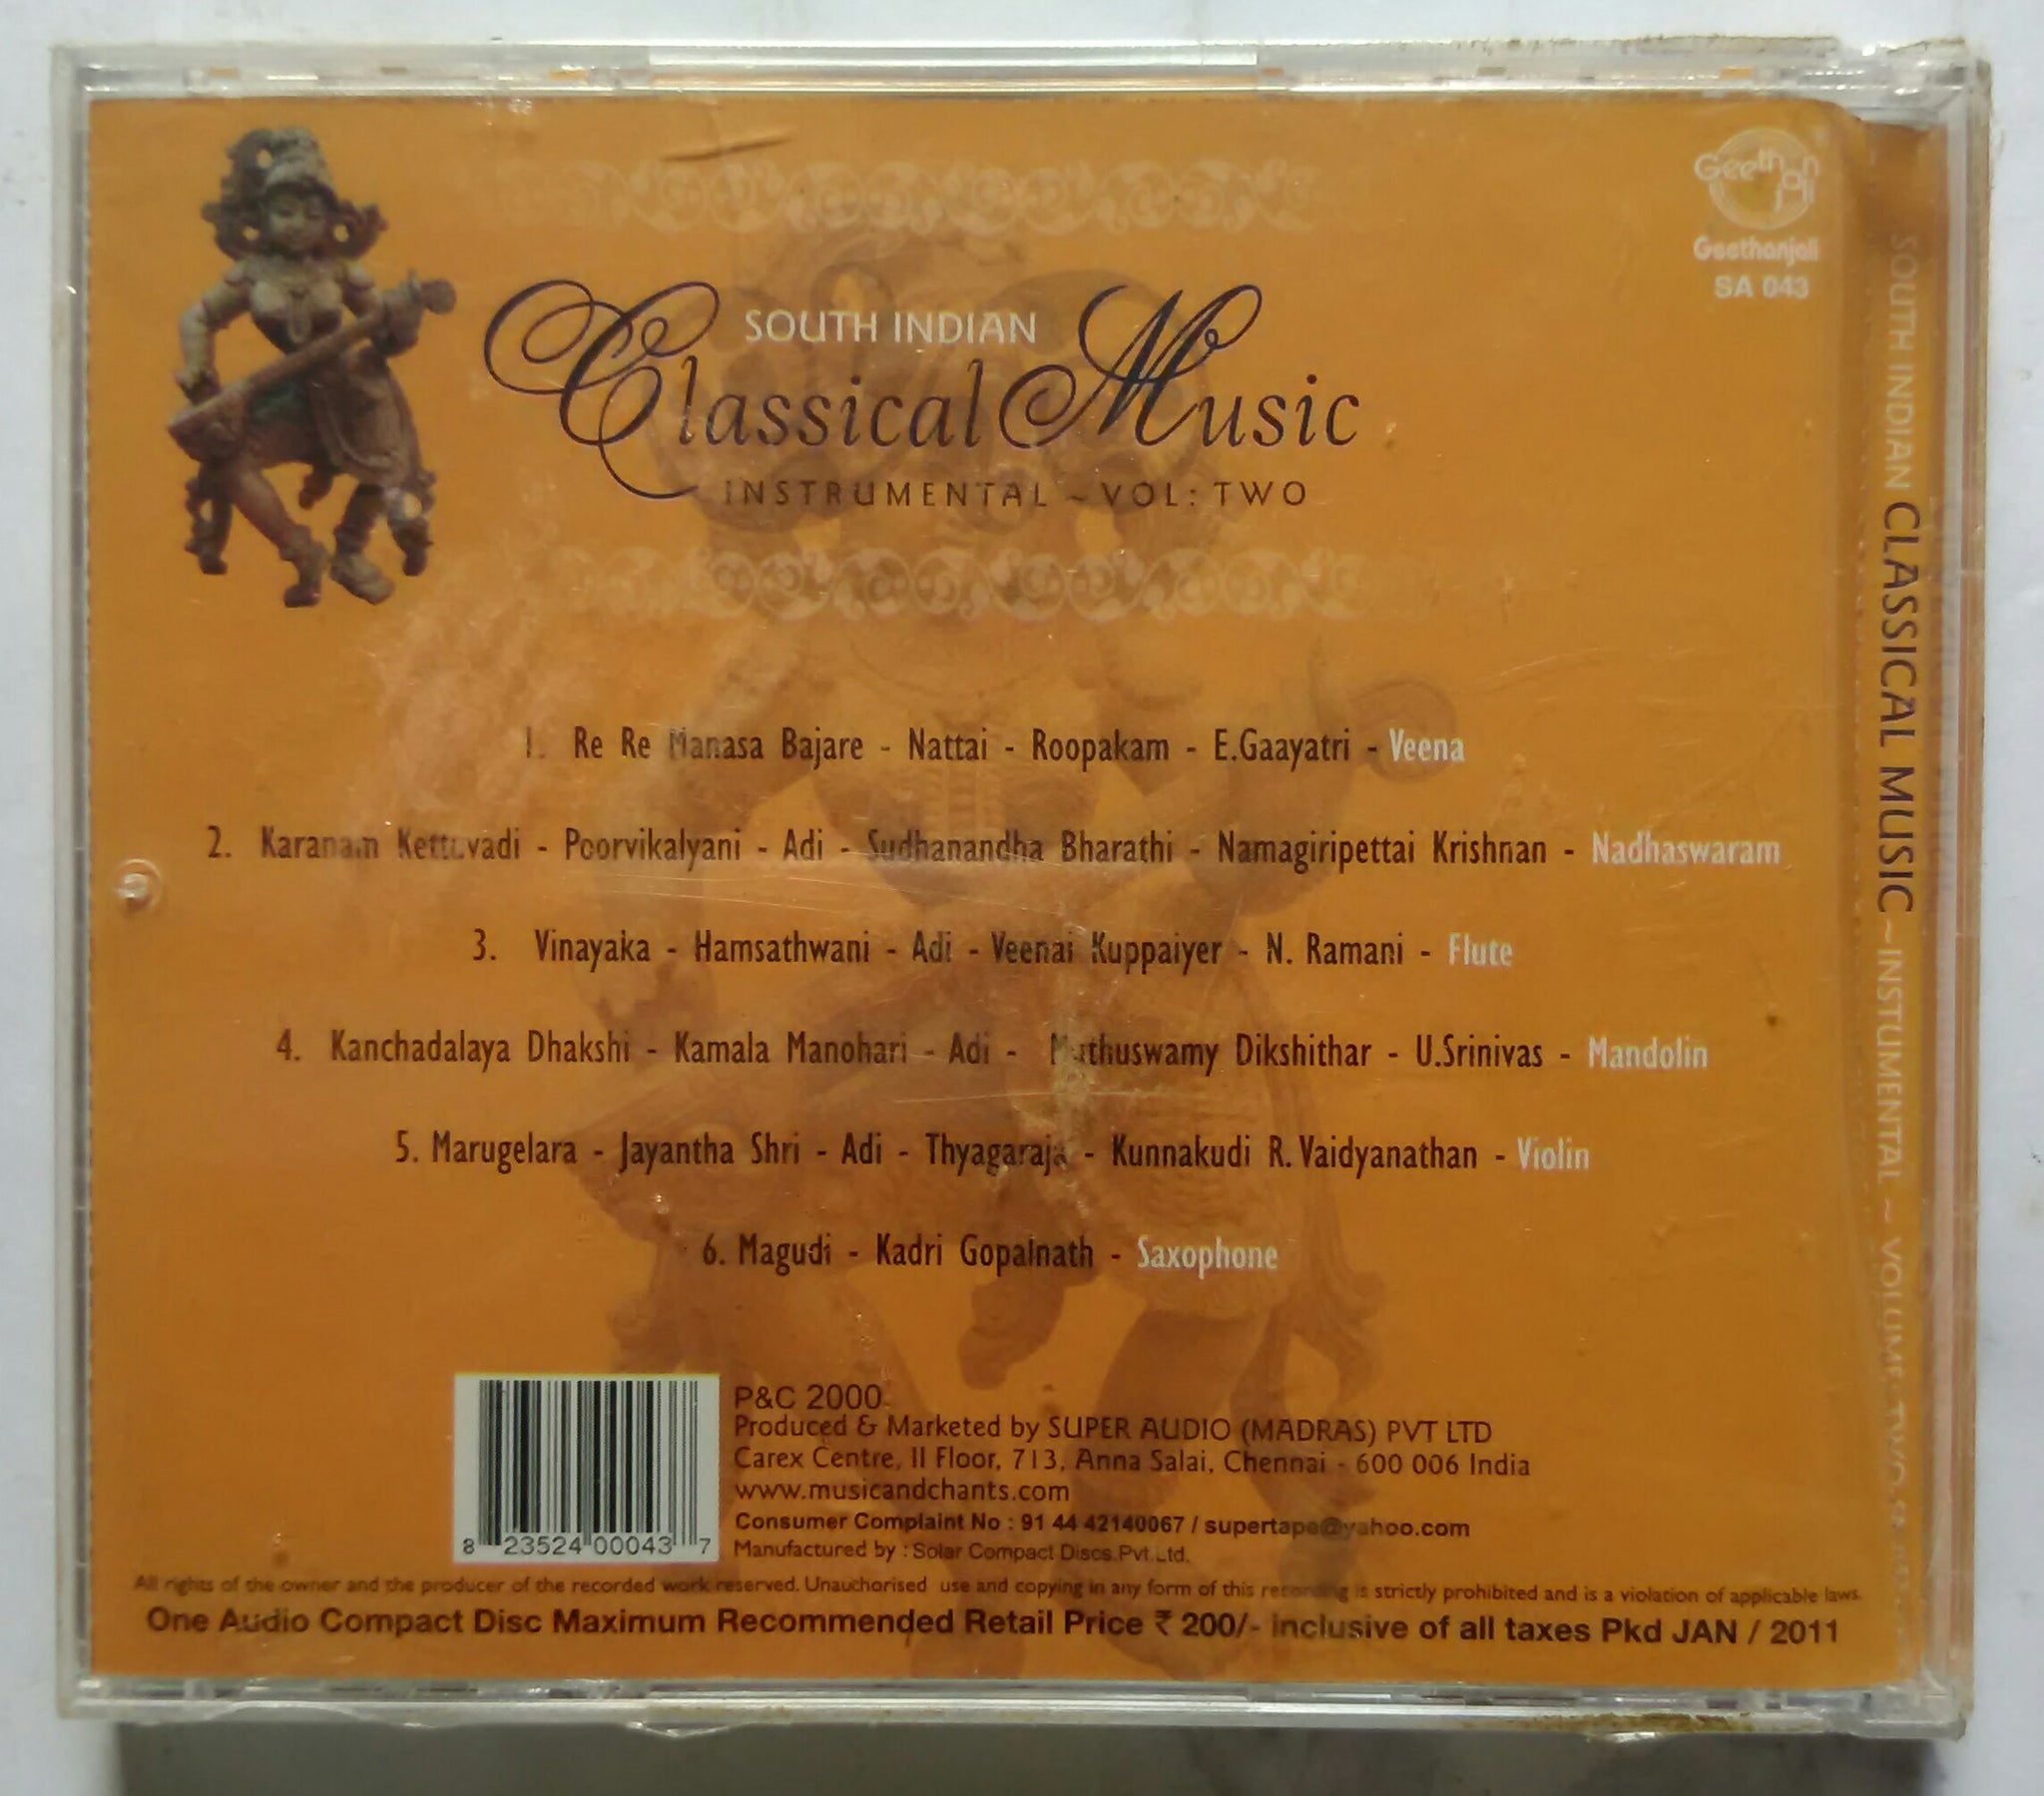 Geethanjali
Geethanjali
SA 043
SOUTH INDIAN
Classical Music
INSTRUMENTAL ~ VOL: TWO
1. Re Re Manasa Bajare - Nattai - Roopakam - E.Gaayatri - Veena
2. Karanam Kettuvadi - Poorvikalyani - Adi - Sudhanandha Bharathi - Namagiripettai Krishnan - Nadhaswaram
3. Vinayaka - Hamsathwani - Adi - Veenai Kuppaiyer - N. Ramani - Flute
4. Kanchadalaya Dhakshi - Kamala Manohari - Adi - Muthuswamy Dikshithar - U.Srinivas - Mandolin
5. Marugelara - Jayantha Shri - Adi - Thyagaraja - Kunnakudi R. Vaidyanathan - Violin
6. Magudi - Kadri Gopalnath - Saxophone
P&C 2000
Produced & Marketed by SUPER AUDIO (MADRAS) PVT LTD
Carex Centre, II Floor, 713, Anna Salai, Chennai - 600 006 India
www.musicandchants.com
Consumer Complaint No : 91 44 42140067 / supertape@yahoo.com
Manufactured by : Solar Compact Discs Pvt.Ltd.
8 23524 00043 7
All rights of the owner and the producer of the recorded work reserved. Unauthorised use and copying in any form of this recording is strictly prohibited and is a violation of applicable laws.
One Audio Compact Disc Maximum Recommended Retail Price ₹ 200/- inclusive of all taxes Pkd JAN / 2011
SOUTH INDIAN CLASSICAL MUSIC ~ INSTUMENTAL ~ VOLUME TWO